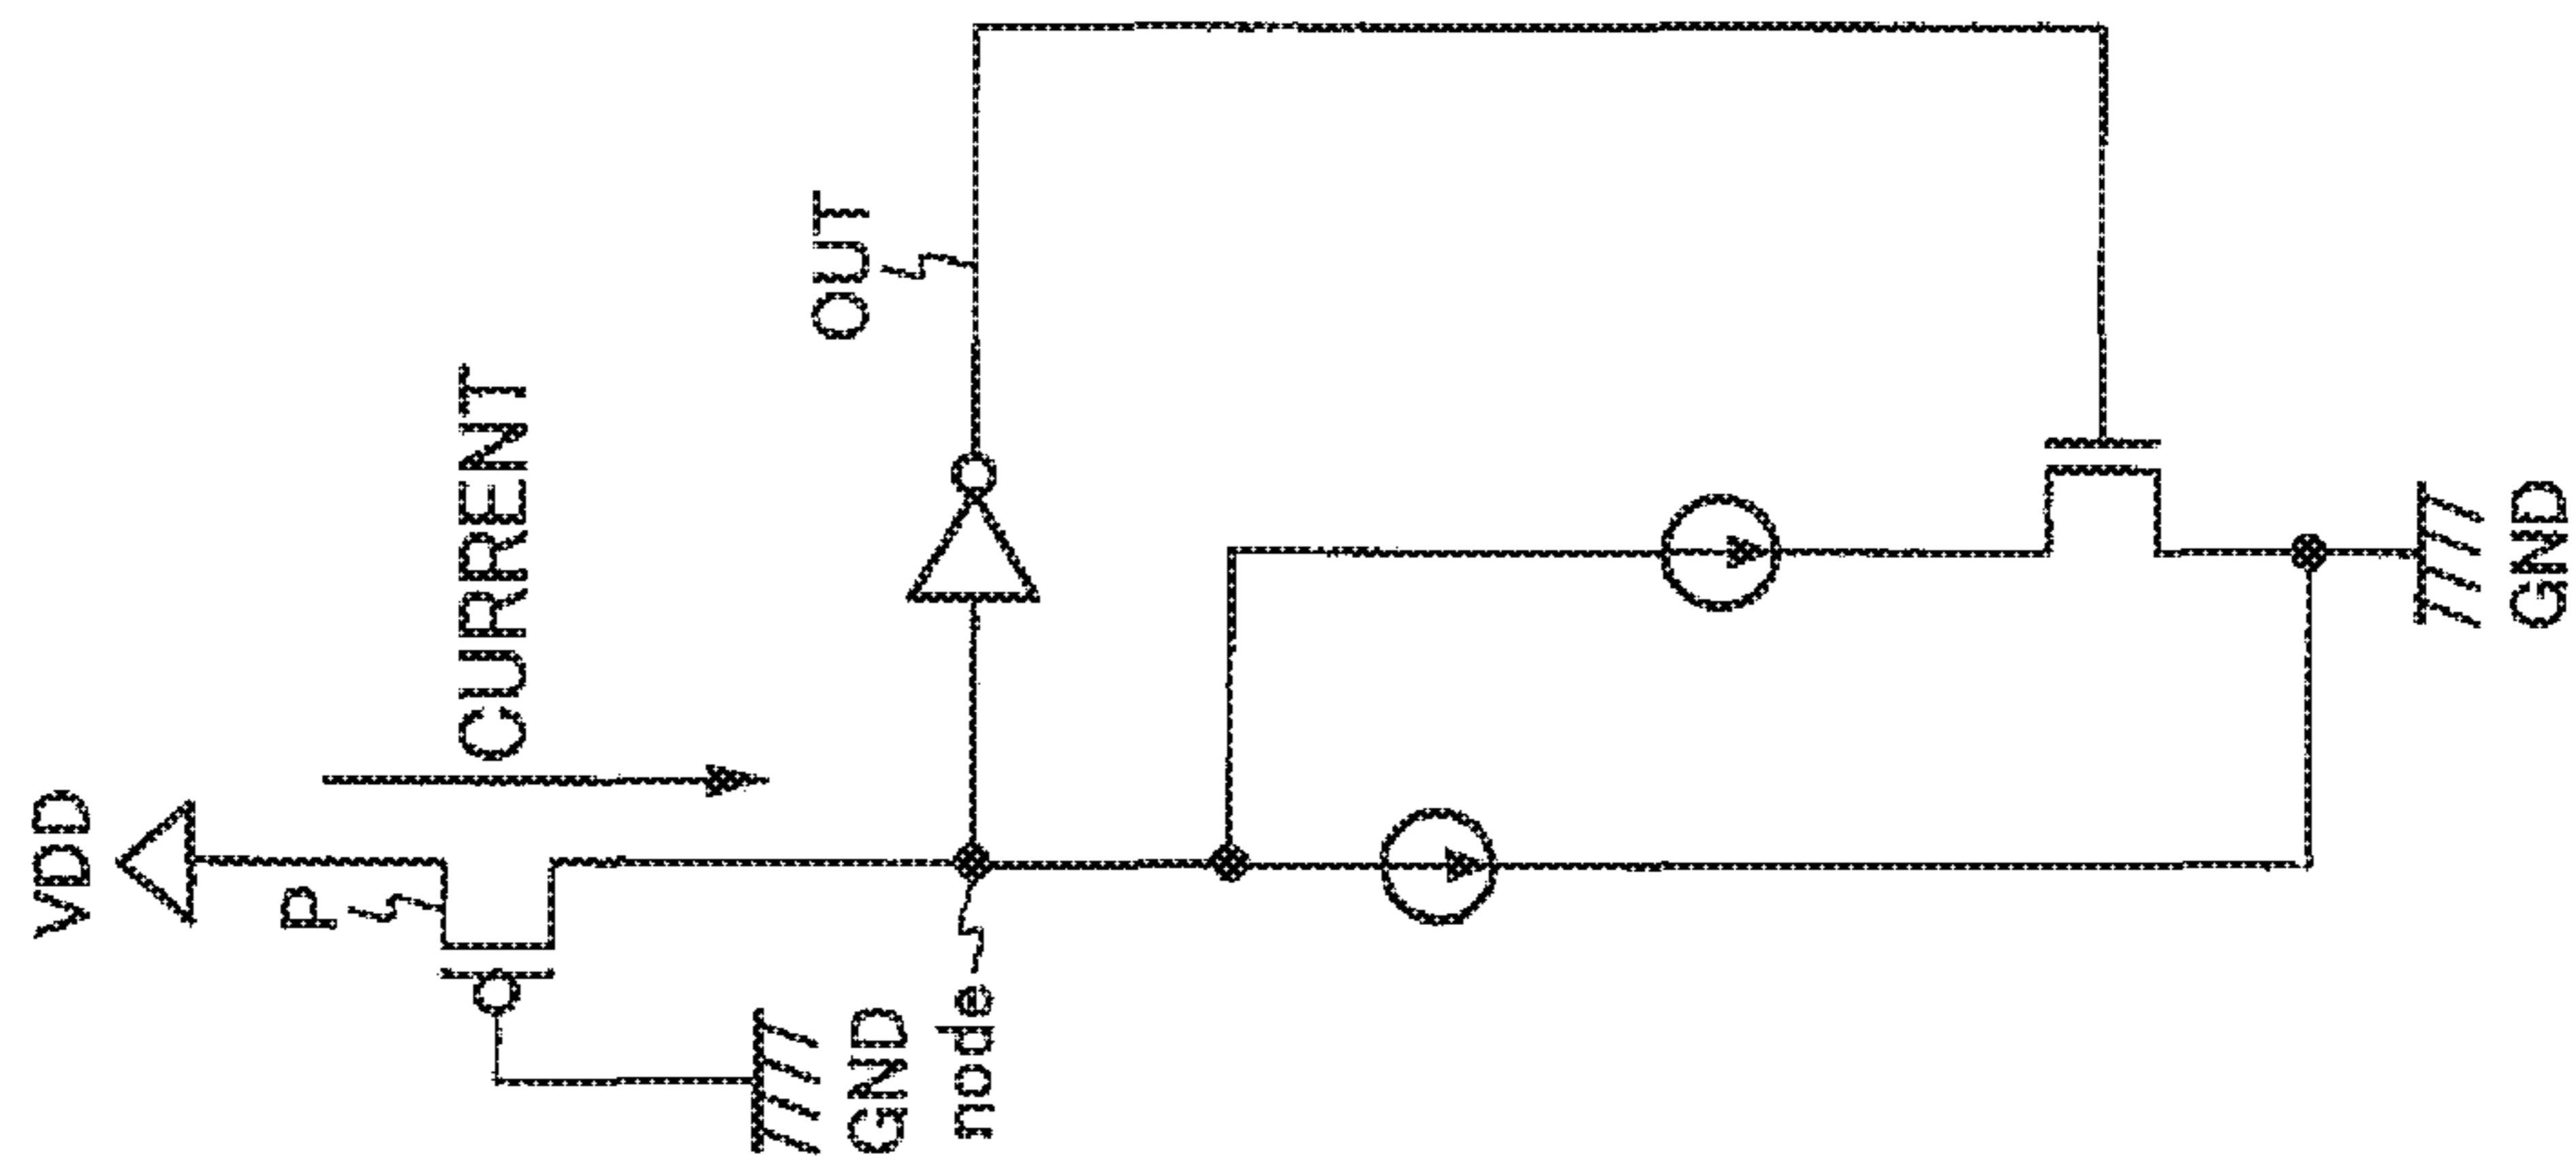 VDD
P
CURRENT
GND
node
OUT
GND